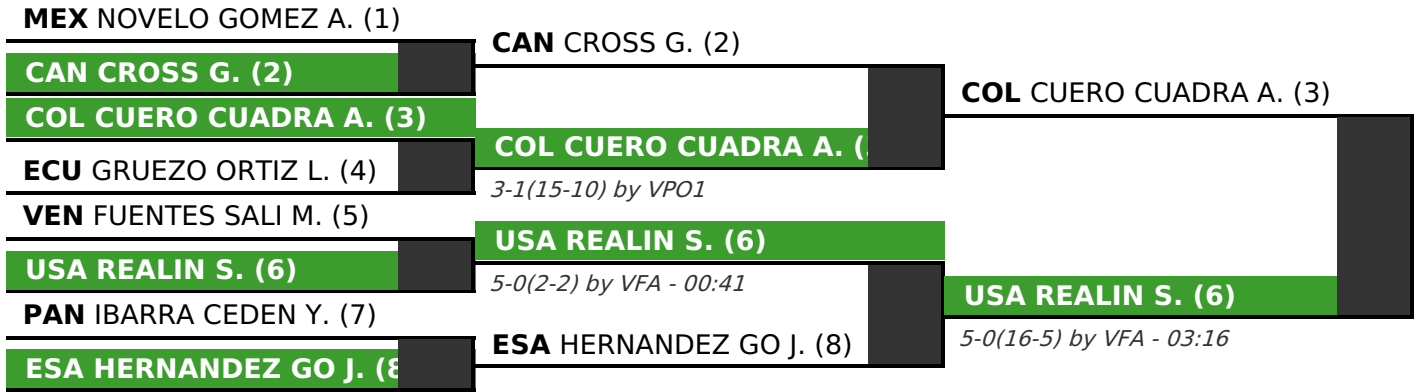 MEX NOVELO GOMEZ A. (1)
CAN CROSS G. (2)
COL CUERO CUADRA A. (3)
ECU GRUEZO ORTIZ L. (4)
VEN FUENTES SALI M. (5)
USA REALIN S. (6)
PAN IBARRA CEDEN Y. (7)
ESA HERNANDEZ GO J. (8
CAN CROSS G. (2)
COL CUERO CUADRA A. (
3-1(15-10) by VPO1
USA REALIN S. (6)
5-0(2-2) by VFA - 00:41
ESA HERNANDEZ GO J. (8)
COL CUERO CUADRA A. (3)
USA REALIN S. (6)
5-0(16-5) by VFA - 03:16